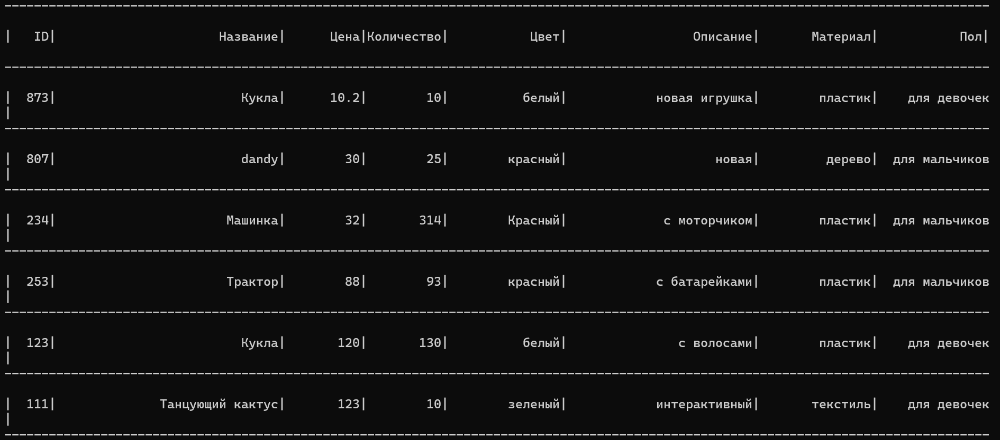 -------------------------------------------------------------------------------------------------------------------------------------
|   ID|                      Название|      Цена|Количество|           Цвет|                 Описание|       Материал|           Пол|
-------------------------------------------------------------------------------------------------------------------------------------
|  873|                         Кукла|      10.2|        10|          белый|            новая игрушка|        пластик|    для девочек
|
-------------------------------------------------------------------------------------------------------------------------------------
|  807|                         dandy|        30|        25|        красный|                    новая|         дерево|  для мальчиков
|
-------------------------------------------------------------------------------------------------------------------------------------
|  234|                       Машинка|        32|       314|        Красный|             с моторчиком|        пластик|  для мальчиков
|
-------------------------------------------------------------------------------------------------------------------------------------
|  253|                       Трактор|        88|        93|        красный|            с батарейками|        пластик|  для мальчиков
|
-------------------------------------------------------------------------------------------------------------------------------------
|  123|                         Кукла|       120|       130|          белый|               с волосами|        пластик|    для девочек
|
-------------------------------------------------------------------------------------------------------------------------------------
|  111|              Танцующий кактус|       123|        10|        зеленый|            интерактивный|       текстиль|    для девочек
|
-------------------------------------------------------------------------------------------------------------------------------------